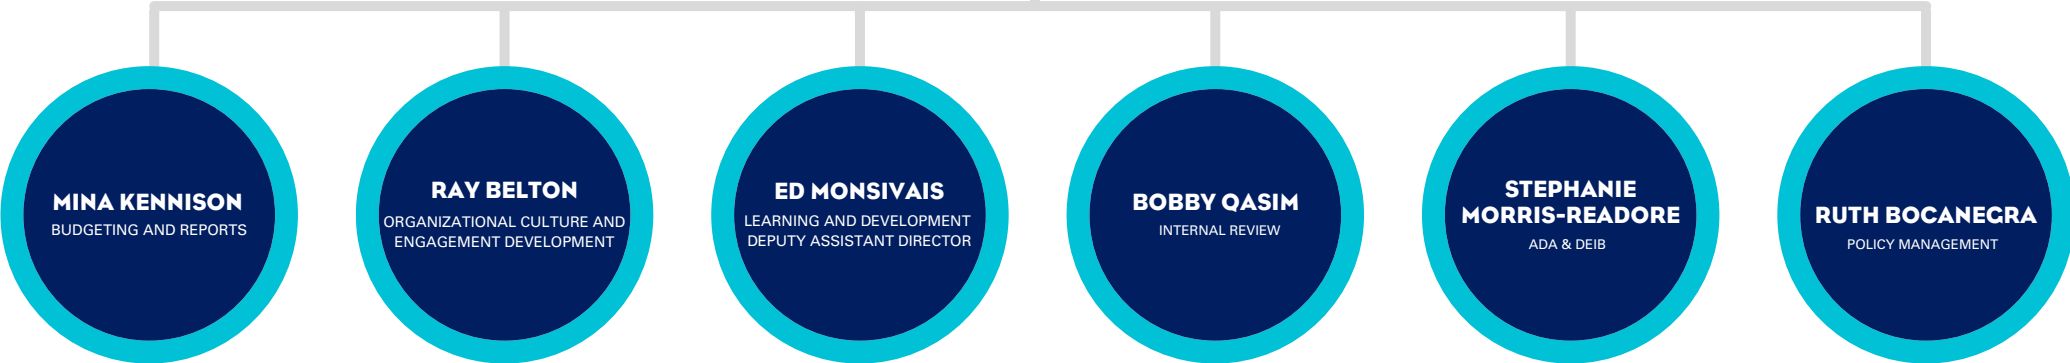 MINA KENNISON
BUDGETING AND REPORTS
RAY BELTON
ORGANIZATIONAL CULTURE AND
ENGAGEMENT DEVELOPMENT
ED MONSIVAIS
LEARNING AND DEVELOPMENT
DEPUTY ASSISTANT DIRECTOR
BOBBY QASIM
INTERNAL REVIEW
STEPHANIE
MORRIS-READORE
ADA & DEIB
RUTH BOCANEGRA
POLICY MANAGEMENT